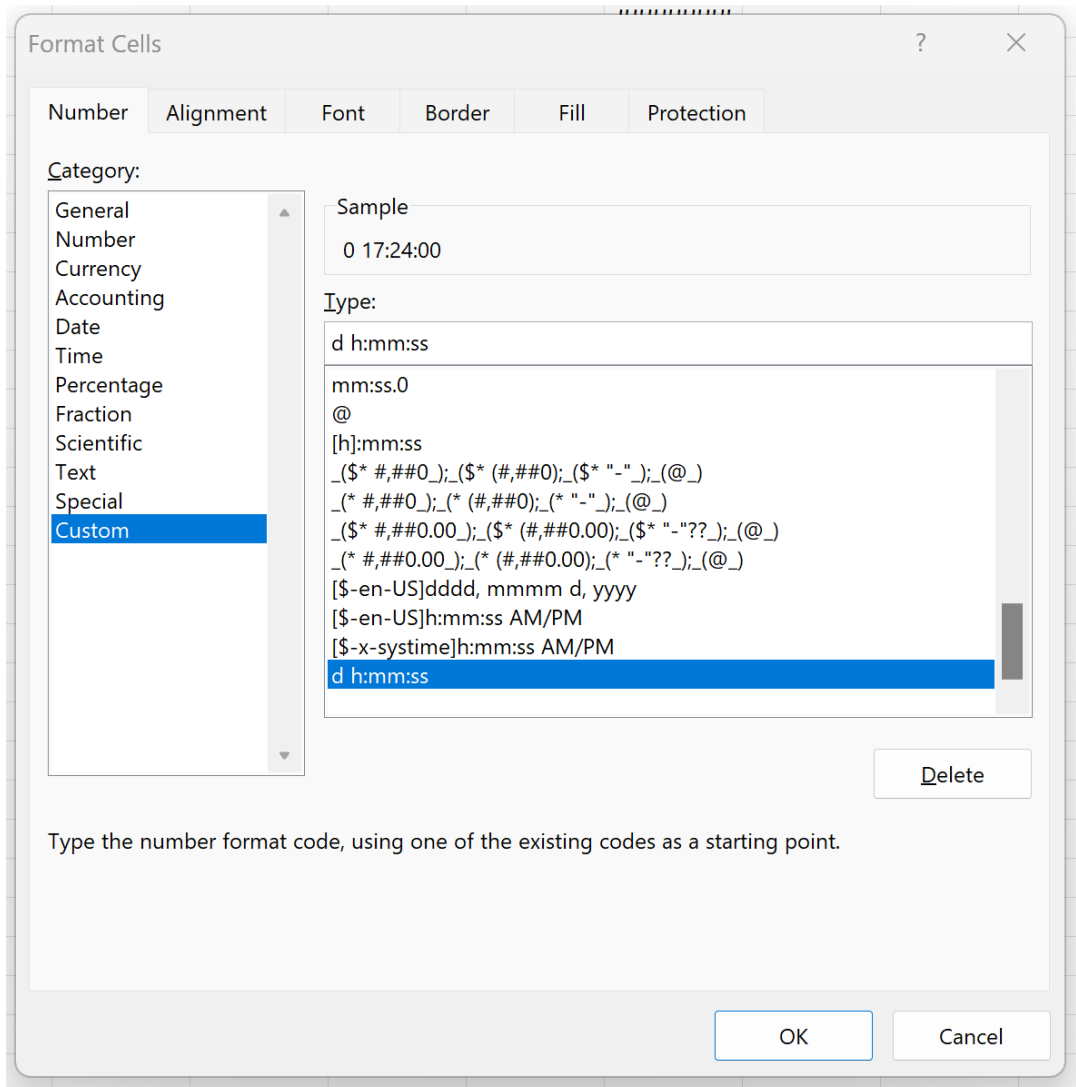 Format Cells ?
Number Alignment Font Border Fill Protection
Category:
General
Number
Currency
Accounting
Date
Time
Percentage
Fraction
Scientific
Text
Special
Custom
Sample
0 17:24:00
Type:
d h:mm:ss
mm:ss.0
@
[h]:mm:ss
_($* #,##0_);_($* (#,##0);_($* "-"_);_(@_)
_(* #,##0_);_(* (#,##0);_(* "-"_);_(@_)
_($* #,##0.00_);_($* (#,##0.00);_($* "-"??_);_(@_)
_(* #,##0.00_);_(* (#,##0.00);_(* "-"??_);_(@_)
[$-en-US]dddd, mmmm d, yyyy
[$-en-US]h:mm:ss AM/PM
[$-x-systime]h:mm:ss AM/PM
d h:mm:ss
Delete
Type the number format code, using one of the existing codes as a starting point.
OK Cancel